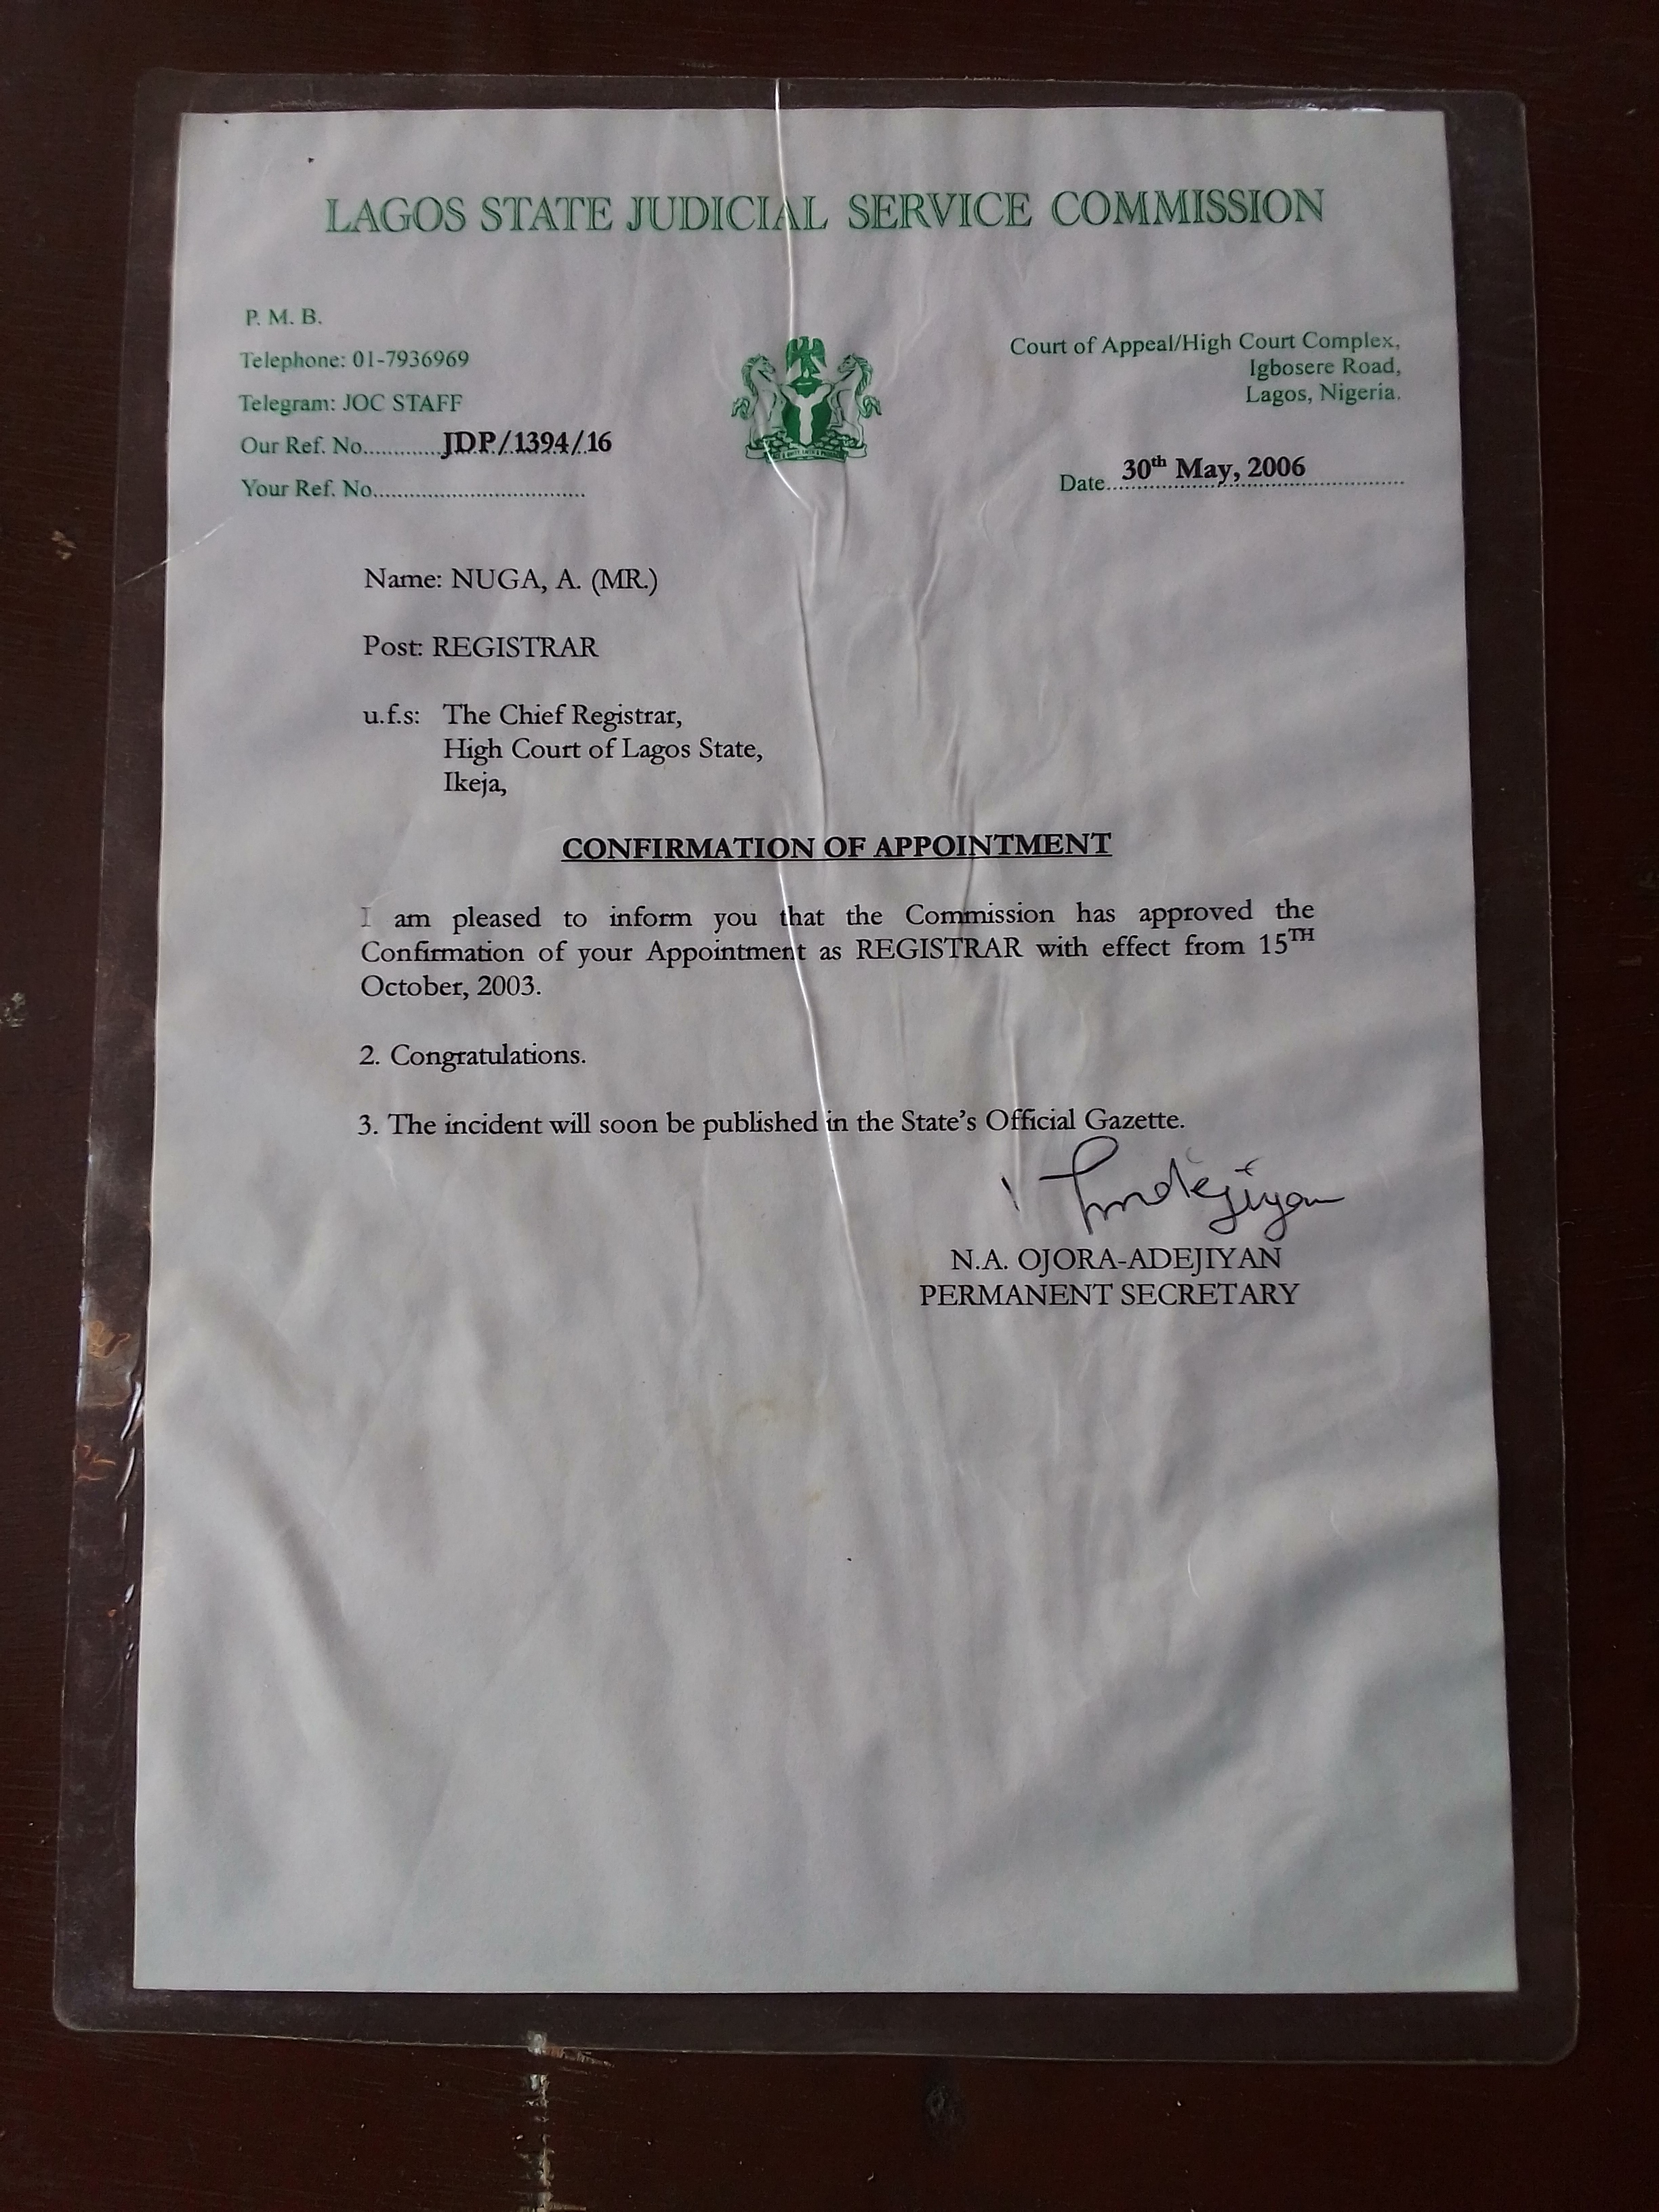 LAGOS STATE JUDICIAL SERVICE COMMISSION
P. M. B.
Telephone: 01-7936969
Telegram: JOC STAFF
Our Ref. No.............JDP/1394/16
Your Ref. No...................................
Court of Appeal/High Court Complex,
Igbosere Road,
Lagos, Nigeria.
Date..30th May, 2006
Name: NUGA, A. (MR.)
Post: REGISTRAR
u.f.s: The Chief Registrar,
High Court of Lagos State,
Ikeja,
CONFIRMATION OF APPOINTMENT
I am pleased to inform you that the Commission has approved the
Confirmation of your Appointment as REGISTRAR with effect from 15TH
October, 2003.
2. Congratulations.
3. The incident will soon be published in the State's Official Gazette.
N.A. OJORA-ADEJIYAN
PERMANENT SECRETARY